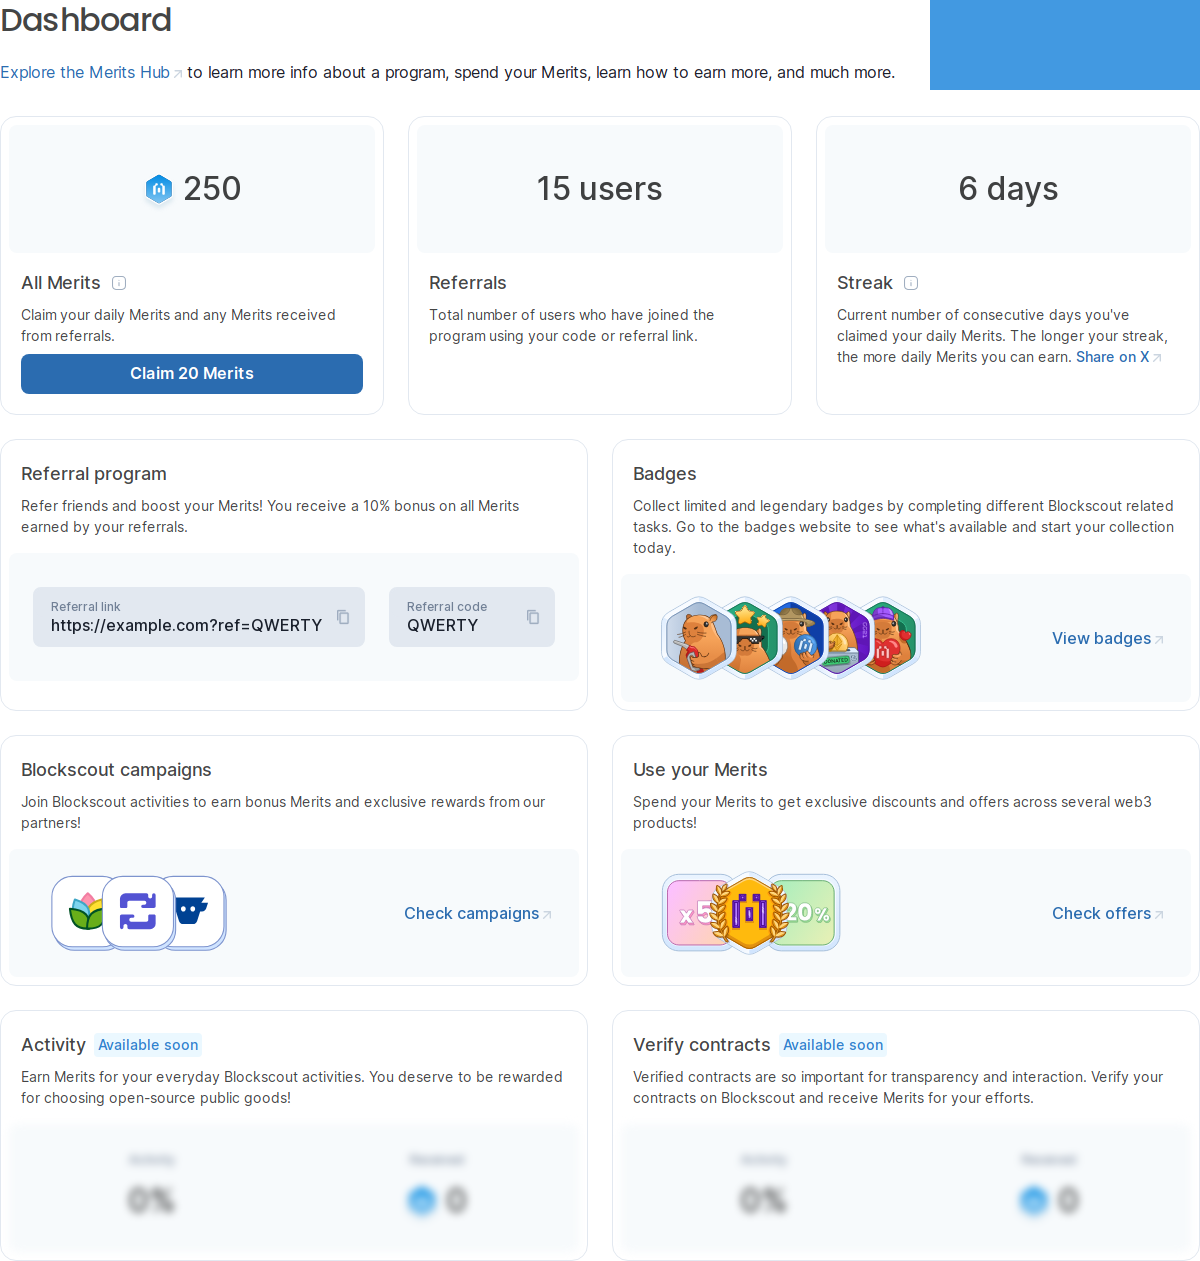 Dashboard
Explore the Merits Hub to learn more info about a program, spend your Merits, learn how to earn more, and much more.
250
15 users
6 days
All Merits
Claim your daily Merits and any Merits received
from referrals.
Claim 20 Merits
Referrals
Total number of users who have joined the
program using your code or referral link.
Streak
Current number of consecutive days you've
claimed your daily Merits. The longer your streak,
the more daily Merits you can earn. Share on X
Referral program
Refer friends and boost your Merits! You receive a 10% bonus on all Merits
earned by your referrals.
Referral link
https://example.com?ref=QWERTY
Referral code
QWERTY
Badges
Collect limited and legendary badges by completing different Blockscout related
tasks. Go to the badges website to see what's available and start your collection
today.
View badges
Blockscout campaigns
Join Blockscout activities to earn bonus Merits and exclusive rewards from our
partners!
Check campaigns
Use your Merits
Spend your Merits to get exclusive discounts and offers across several web3
products!
x5
20%
Check offers
Activity
Available soon
Earn Merits for your everyday Blockscout activities. You deserve to be rewarded
for choosing open-source public goods!
Activity
Received
0%
0
Verify contracts
Available soon
Verified contracts are so important for transparency and interaction. Verify your
contracts on Blockscout and receive Merits for your efforts.
Activity
Received
0%
0